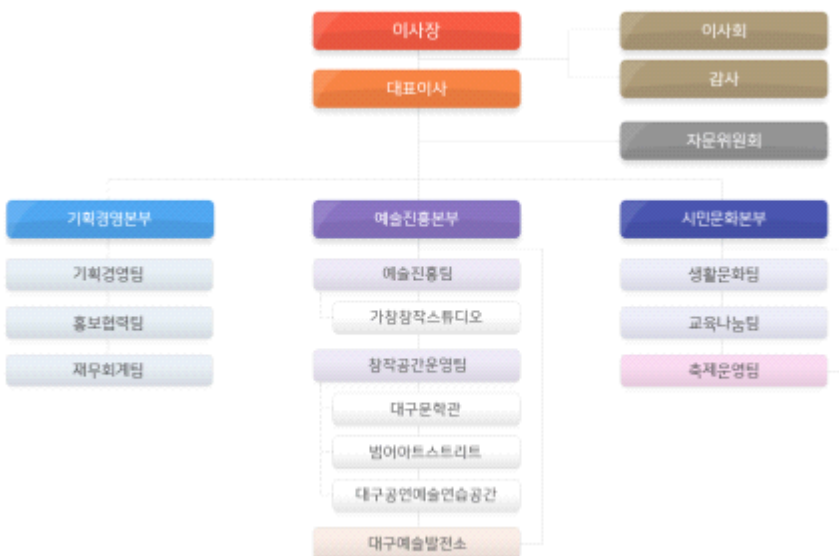 이사장
이사회
대표이사
감사
자문위원회
기획경영본부
예술진흥본부
시민문화본부
기획경영팀
예술진흥팀
생활문화팀
가창창작스튜디오
홍보협력팀
교육나눔팀
창작공간운영팀
재무회계팀
축제운영팀
대구문학관
범어아트스트리트
대구공연예술연습공간
대구예술발전소